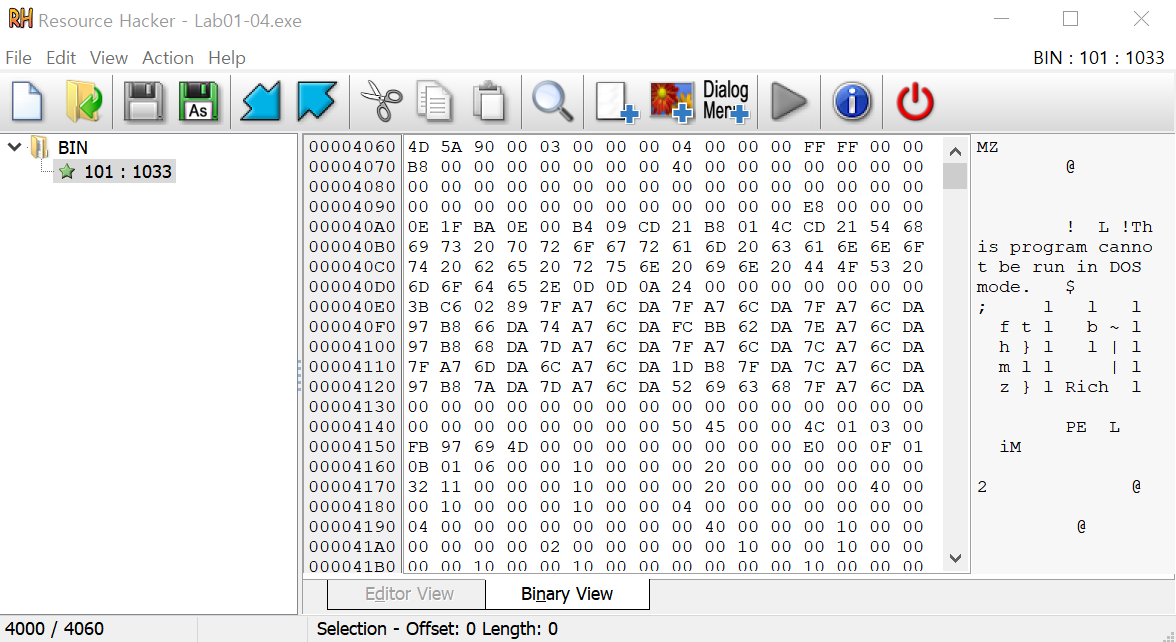 RH Resource Hacker - Lab01-04.exe
File Edit View Action Help BIN : 101 : 1033
As Dialog Menu
BIN
101 : 1033
00004060 4D 5A 90 00 03 00 00 00 04 00 00 00 FF FF 00 00 MZ
00004070 B8 00 00 00 00 00 00 00 40 00 00 00 00 00 00 00 @
00004080 00 00 00 00 00 00 00 00 00 00 00 00 00 00 00 00
00004090 00 00 00 00 00 00 00 00 00 00 00 00 E8 00 00 00
000040A0 0E 1F BA 0E 00 B4 09 CD 21 B8 01 4C CD 21 54 68 ! L !Th
000040B0 69 73 20 70 72 6F 67 72 61 6D 20 63 61 6E 6E 6F is program canno
000040C0 74 20 62 65 20 72 75 6E 20 69 6E 20 44 4F 53 20 t be run in DOS
000040D0 6D 6F 64 65 2E 0D 0D 0A 24 00 00 00 00 00 00 00 mode. $
000040E0 3B C6 02 89 7F A7 6C DA 7F A7 6C DA 7F A7 6C DA ; l l l
000040F0 97 B8 66 DA 74 A7 6C DA FC BB 62 DA 7E A7 6C DA f t l b ~ l
00004100 97 B8 68 DA 7D A7 6C DA 7F A7 6C DA 7C A7 6C DA h } l l | l
00004110 7F A7 6D DA 6C A7 6C DA 1D B8 7F DA 7C A7 6C DA m l l | l
00004120 97 B8 7A DA 7D A7 6C DA 52 69 63 68 7F A7 6C DA z } l Rich l
00004130 00 00 00 00 00 00 00 00 00 00 00 00 00 00 00 00
00004140 00 00 00 00 00 00 00 00 50 45 00 00 4C 01 03 00 PE L
00004150 FB 97 69 4D 00 00 00 00 00 00 00 00 E0 00 0F 01 iM
00004160 0B 01 06 00 00 10 00 00 00 20 00 00 00 00 00 00
00004170 32 11 00 00 00 10 00 00 00 20 00 00 00 00 40 00 2 @
00004180 00 10 00 00 00 10 00 00 04 00 00 00 00 00 00 00
00004190 04 00 00 00 00 00 00 00 00 40 00 00 00 10 00 00 @
000041A0 00 00 00 00 02 00 00 00 00 00 10 00 00 10 00 00
000041B0 00 00 10 00 00 10 00 00 00 00 00 00 10 00 00 00
Editor View Binary View
4000 / 4060 Selection - Offset: 0 Length: 0